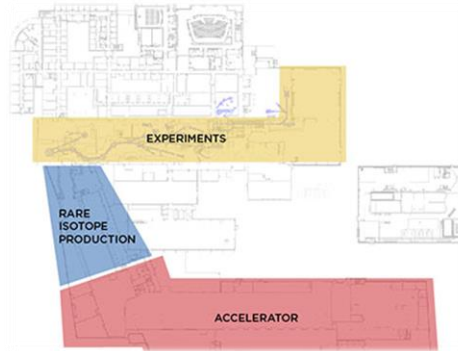 EXPERIMENTS
RARE
ISOTOPE
PRODUCTION
ACCELERATOR